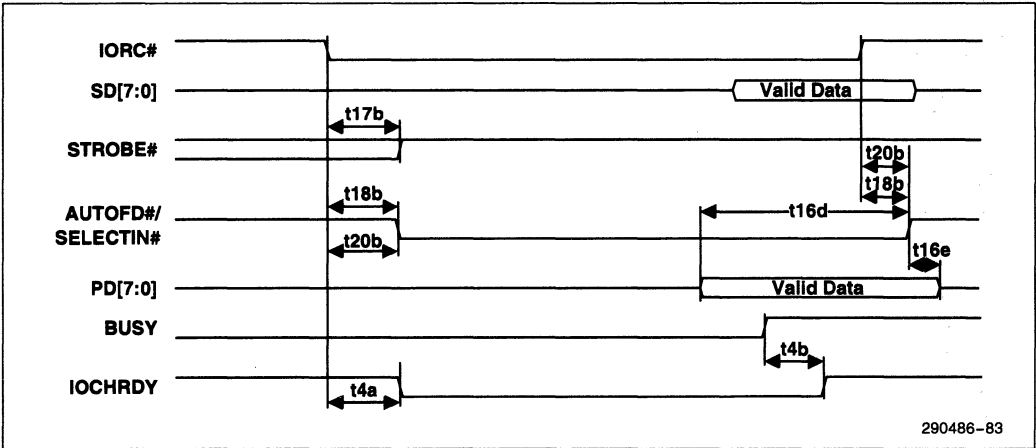 IORC#
SD[7:0]
Valid Data
t17b
STROBE#
t20b
t18b
t18b
AUTOFD#/
t16d
SELECTIN#
t20b
t16e
PD[7:0]
Valid Data
BUSY
t4b
IOCHRDY
t4a
290486-83